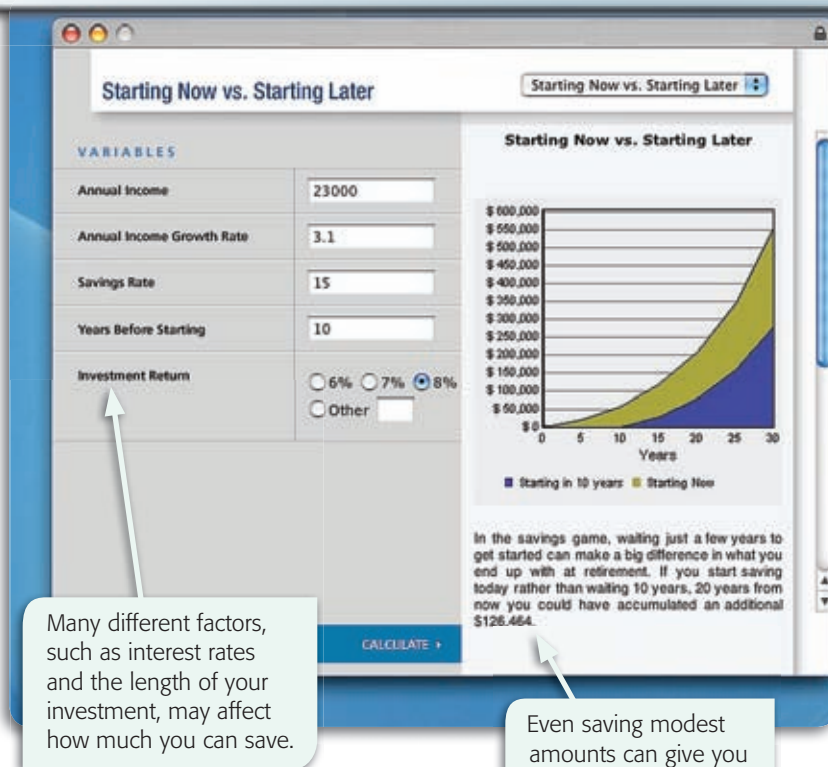 Starting Now vs. Starting Later
Starting Now vs. Starting Later
VARIABLES
Annual Income
23000
Annual Income Growth Rate
3.1
Savings Rate
15
Years Before Starting
10
Investment Return
6% 7% 8%
Other
CALCULATE
Starting Now vs. Starting Later
$ 600,000
$ 550,000
$ 500,000
$ 450,000
$ 400,000
$ 350,000
$ 300,000
$ 250,000
$ 200,000
$ 150,000
$ 100,000
$ 50,000
$ 0
0 5 10 15 20 25 30
Years
Starting in 10 years Starting Now
In the savings game, waiting just a few years to
get started can make a big difference in what you
end up with at retirement. If you start saving
today rather than waiting 10 years, 20 years from
now you could have accumulated an additional
$126,464.
Many different factors,
such as interest rates
and the length of your
investment, may affect
how much you can save.
Even saving modest
amounts can give you